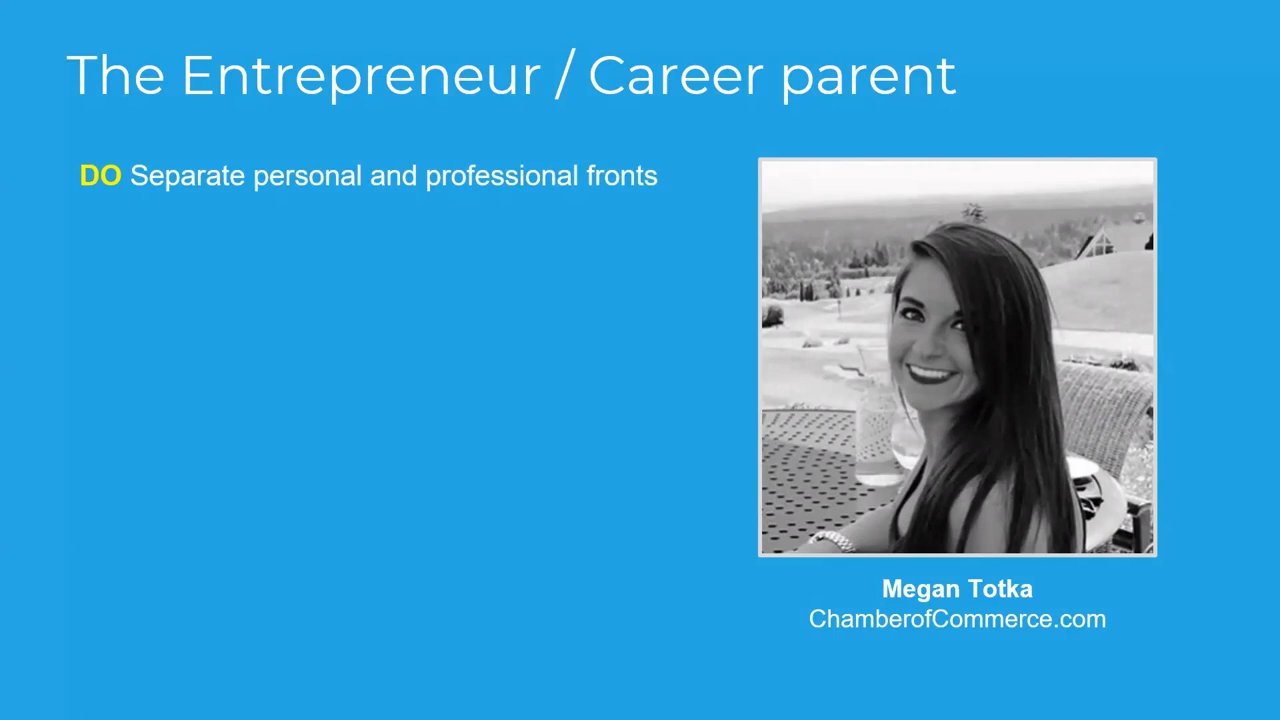 The Entrepreneur / Career parent
DO Separate personal and professional fronts
Megan Totka
ChamberofCommerce.com